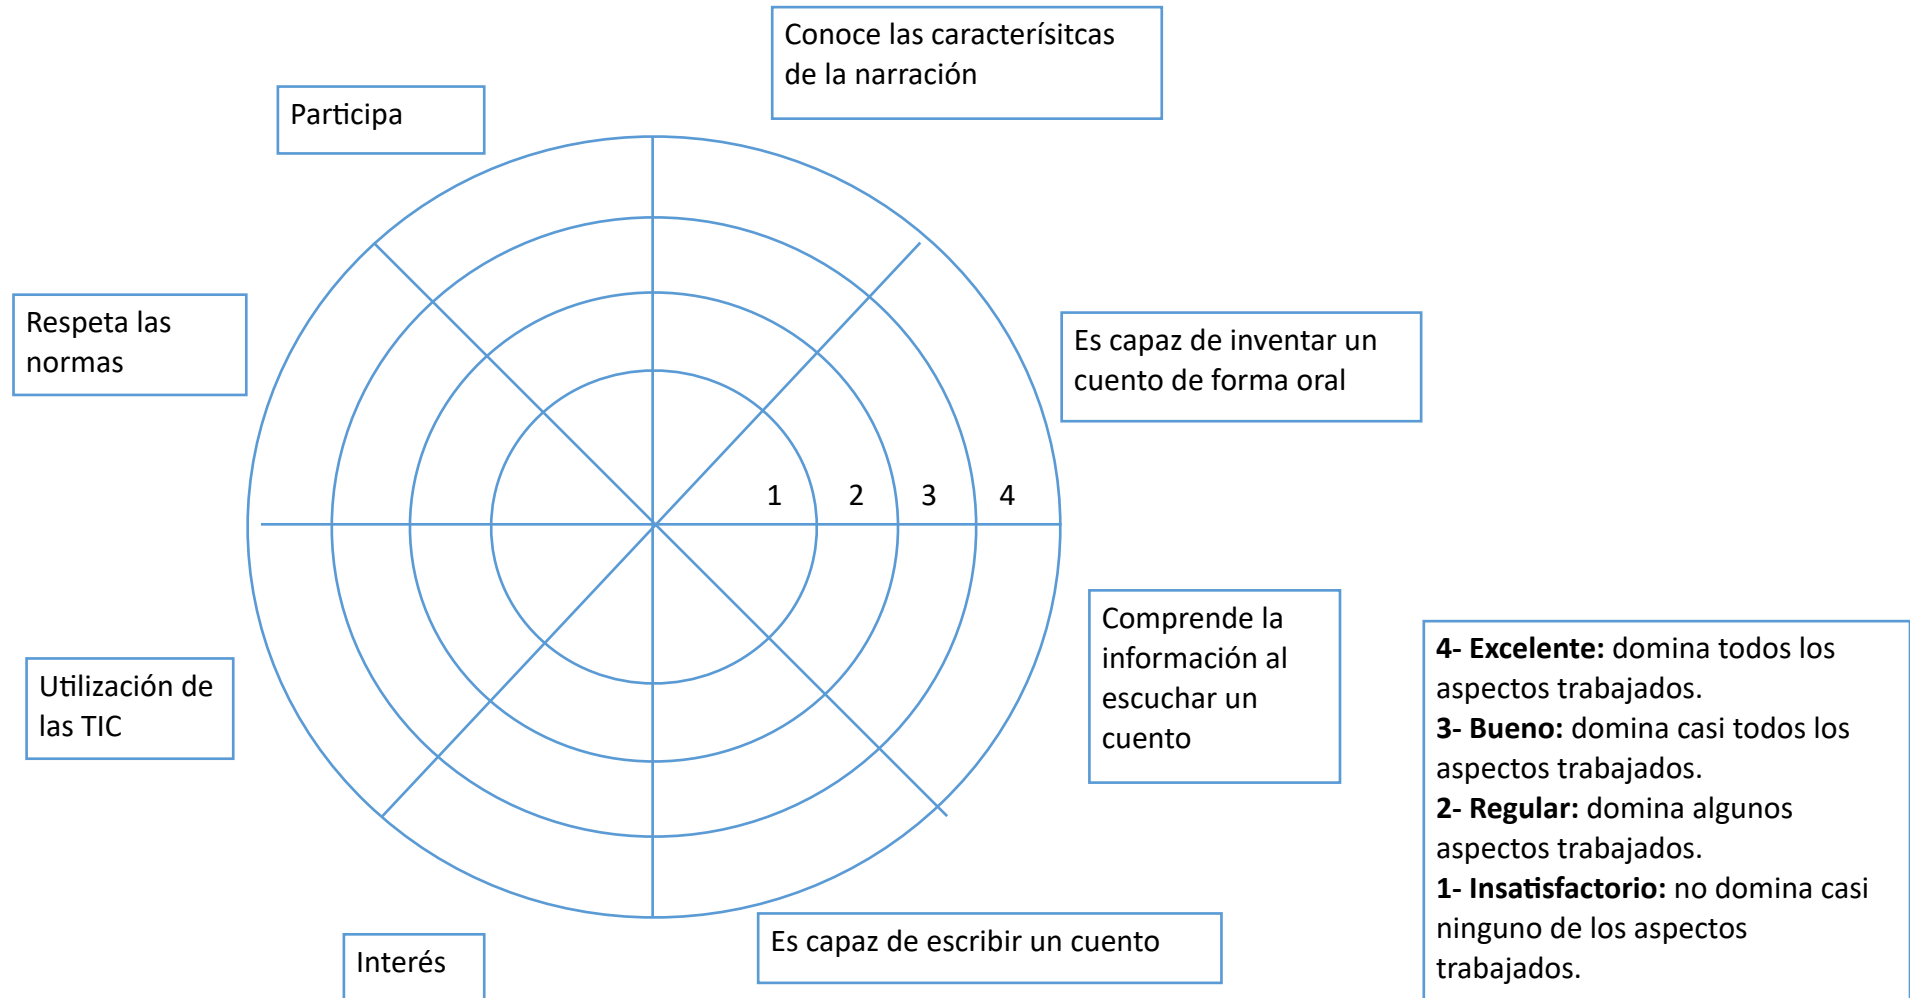 Conoce las caracterísitcas
de la narración
Participa
Respeta las
normas
Es capaz de inventar un
cuento de forma oral
1 2 3 4
Comprende la
información al
escuchar un
cuento
Utilización de
las TIC
Es capaz de escribir un cuento
Interés
4- Excelente: domina todos los
aspectos trabajados.
3- Bueno: domina casi todos los
aspectos trabajados.
2- Regular: domina algunos
aspectos trabajados.
1- Insatisfactorio: no domina casi
ninguno de los aspectos
trabajados.